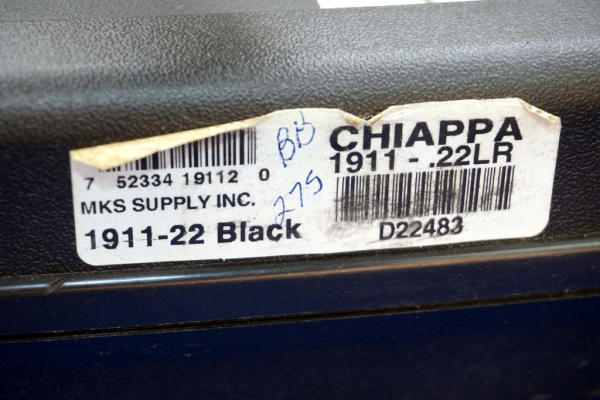 7 52334 19112 0
MKS SUPPLY INC.
1911-22 Black
BB
275
CHIAPPA
1911 - .22LR
D22483